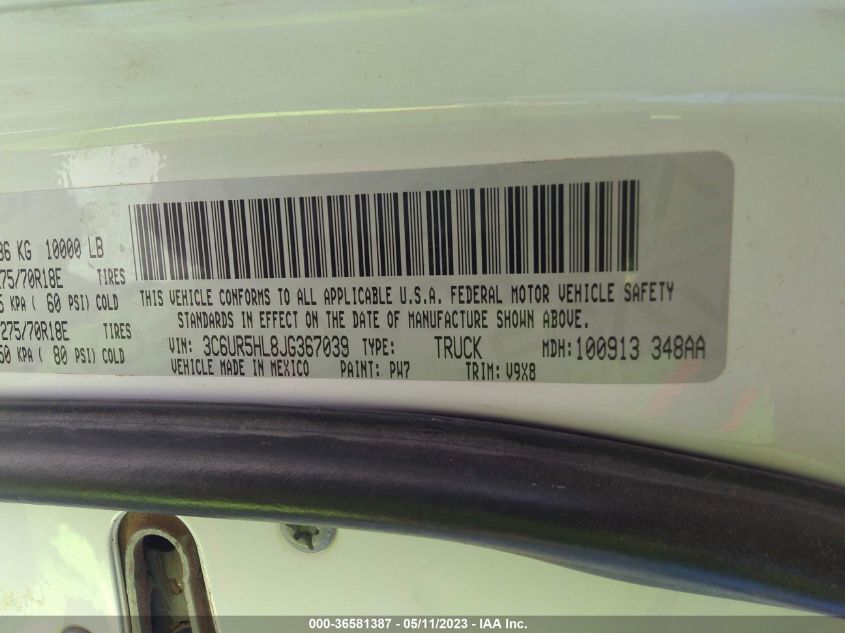 86 KG 10000 LB
275/70R18E TIRES
5 KPA ( 60 PSI) COLD
275/70R18E TIRES
50 KPA ( 80 PSI) COLD
THIS VEHICLE CONFORMS TO ALL APPLICABLE U.S.A. FEDERAL MOTOR VEHICLE SAFETY
STANDARDS IN EFFECT ON THE DATE OF MANUFACTURE SHOWN ABOVE.
VIN: 3C6UR5HL8JG367039 TYPE: TRUCK MDH: 100913 348AA
VEHICLE MADE IN MEXICO PAINT: PW7 TRIM: V9X8
000-36581387 - 05/11/2023 - IAA Inc.